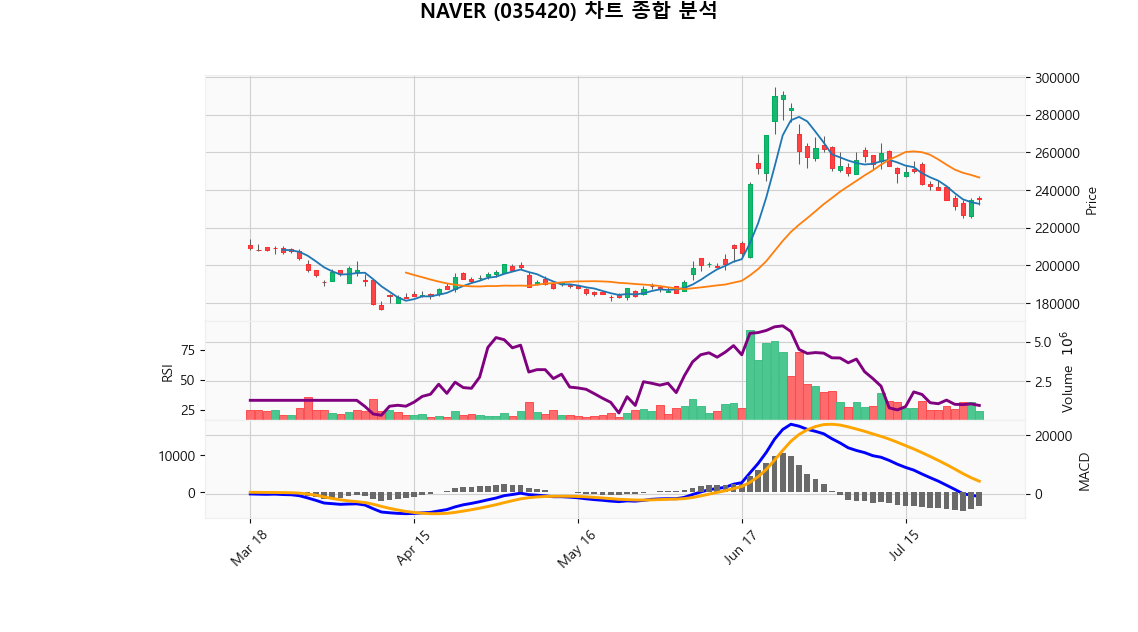 NAVER (035420) 차트 종합 분석
300000
280000
260000
240000
220000
200000
180000
Price
75
50
25
RSI
5.0
2.5
Volume 10^6
10000
0
20000
0
MACD
Mar 18
Apr 15
May 16
Jun 17
Jul 15